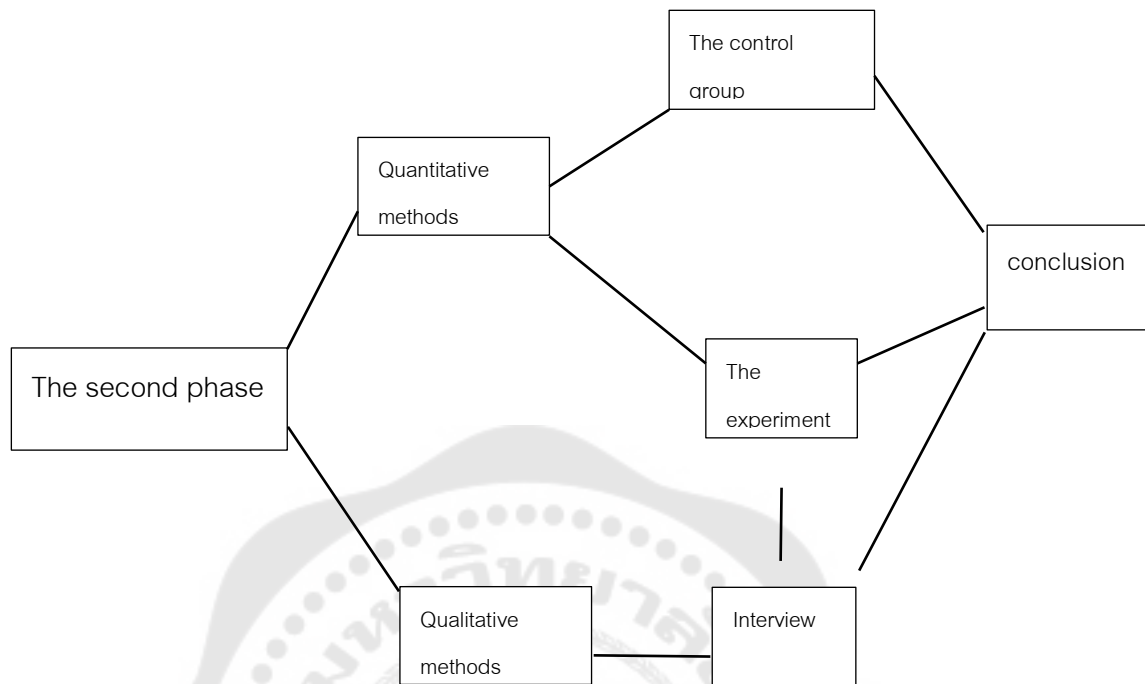 The control
group
Quantitative
methods
conclusion
The second phase
The
experiment
Qualitative
methods
Interview